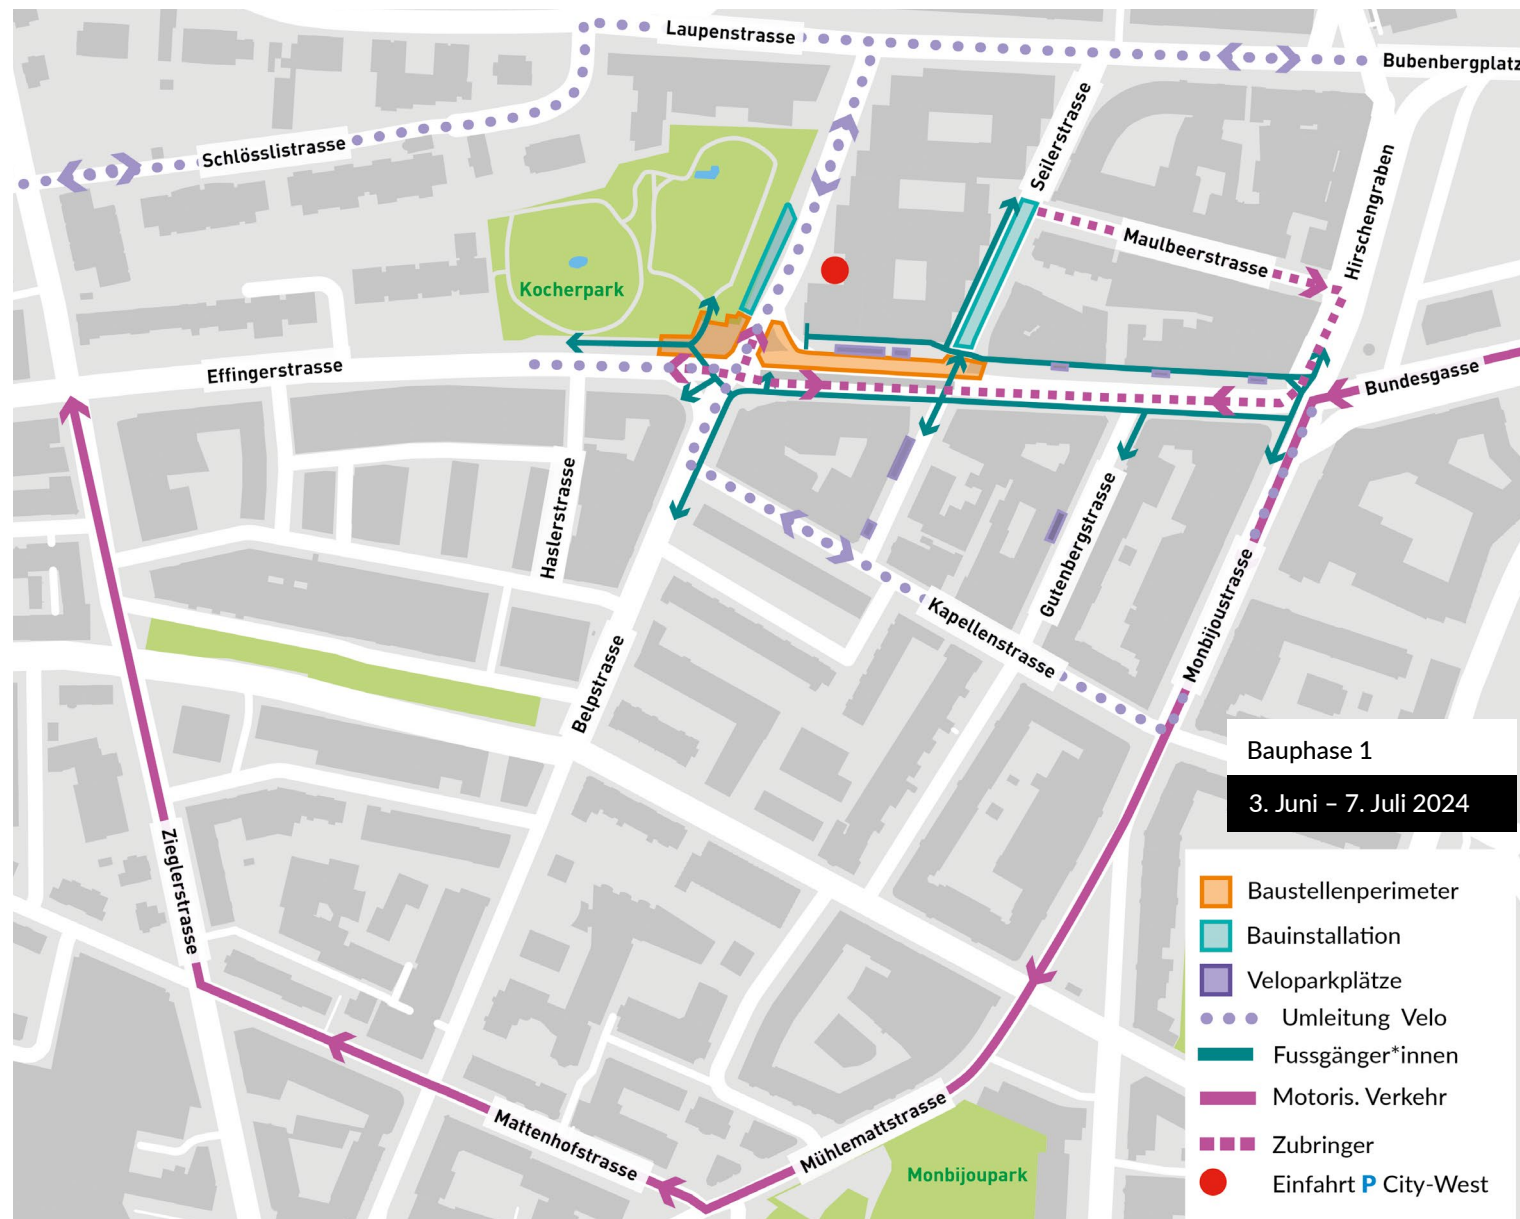 Laupenstrasse
Bubenbergplatz
Schlösslistrasse
Seilerstrasse
Hirschengraben
Maulbeerstrasse
Kocherpark
Effingerstrasse
Bundesgasse
Haslerstrasse
Gutenbergstrasse
Monbijoustrasse
Kapellenstrasse
Belpstrasse
Zieglerstrasse
Mattenhofstrasse
Mühlemattstrasse
Monbijoupark
Bauphase 1
3. Juni – 7. Juli 2024
Baustellenperimeter
Bauinstallation
Veloparkplätze
Umleitung Velo
Fussgänger*innen
Motoris. Verkehr
Zubringer
Einfahrt P City-West